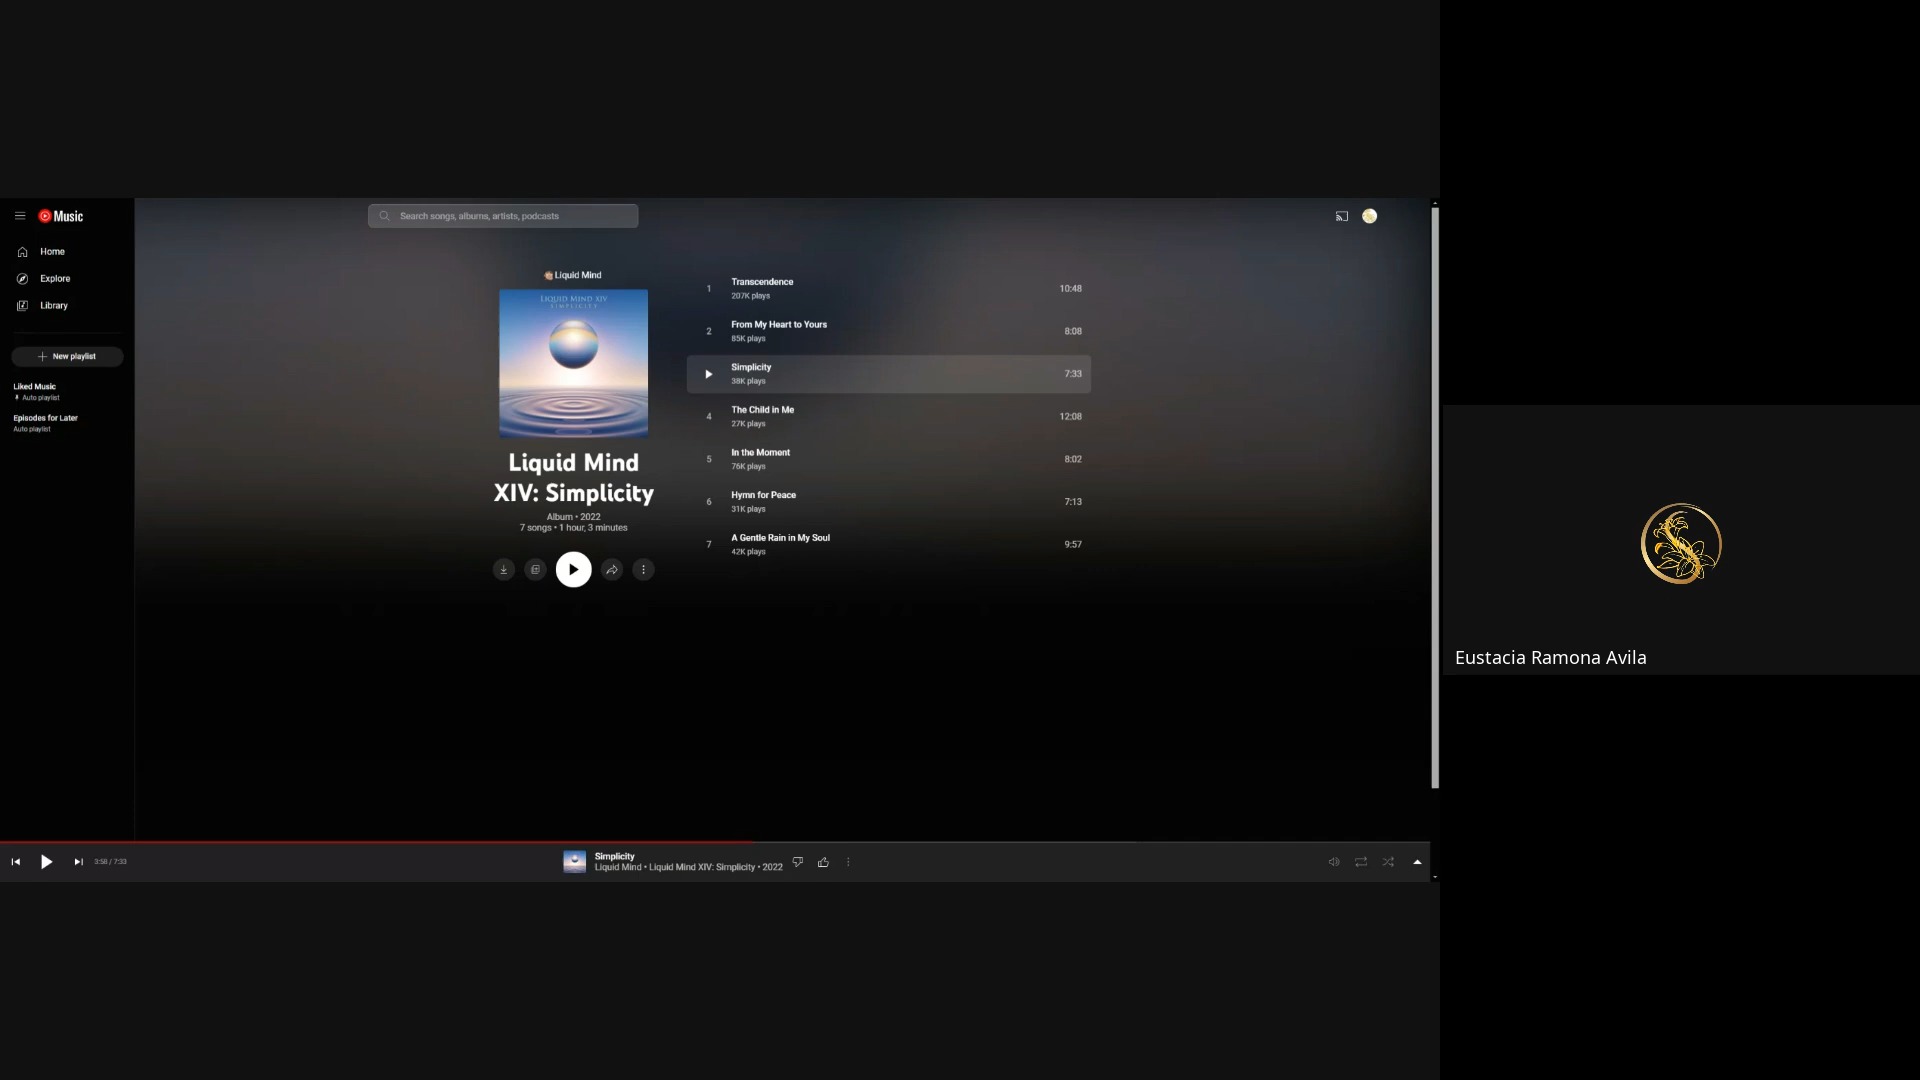 Music
Search songs, albums, artists, podcasts
Home
Explore
Library
New playlist
Liked Music
Auto playlist
Episodes for Later
Auto playlist
Liquid Mind
LIQUID MIND XIV
SIMPLICITY
Liquid Mind
XIV: Simplicity
Album • 2022
7 songs • 1 hour, 3 minutes
1 Transcendence 10:48
207K plays
2 From My Heart to Yours 8:08
85K plays
Simplicity 7:33
38K plays
4 The Child in Me 12:08
27K plays
5 In the Moment 8:02
76K plays
6 Hymn for Peace 7:13
31K plays
7 A Gentle Rain in My Soul 9:57
42K plays
Eustacia Ramona Avila
3:58 / 7:33
Simplicity
Liquid Mind • Liquid Mind XIV: Simplicity • 2022